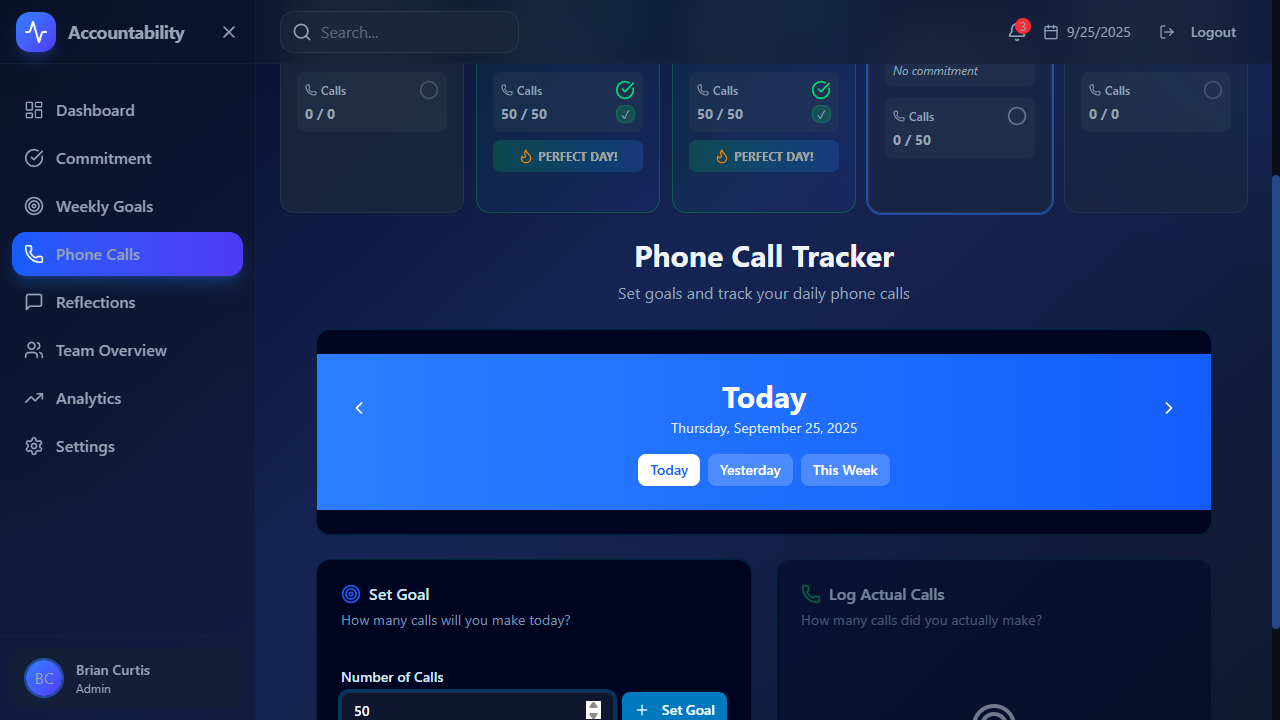 Accountability
Search...
3
9/25/2025
Logout
Dashboard
Commitment
Weekly Goals
Phone Calls
Reflections
Team Overview
Analytics
Settings
BC
Brian Curtis
Admin
Calls
0 / 0
Calls
50 / 50
PERFECT DAY!
Calls
50 / 50
PERFECT DAY!
No commitment
Calls
0 / 50
Calls
0 / 0
Phone Call Tracker
Set goals and track your daily phone calls
Today
Thursday, September 25, 2025
Today Yesterday This Week
Set Goal
How many calls will you make today?
Number of Calls
50
Set Goal
Log Actual Calls
How many calls did you actually make?